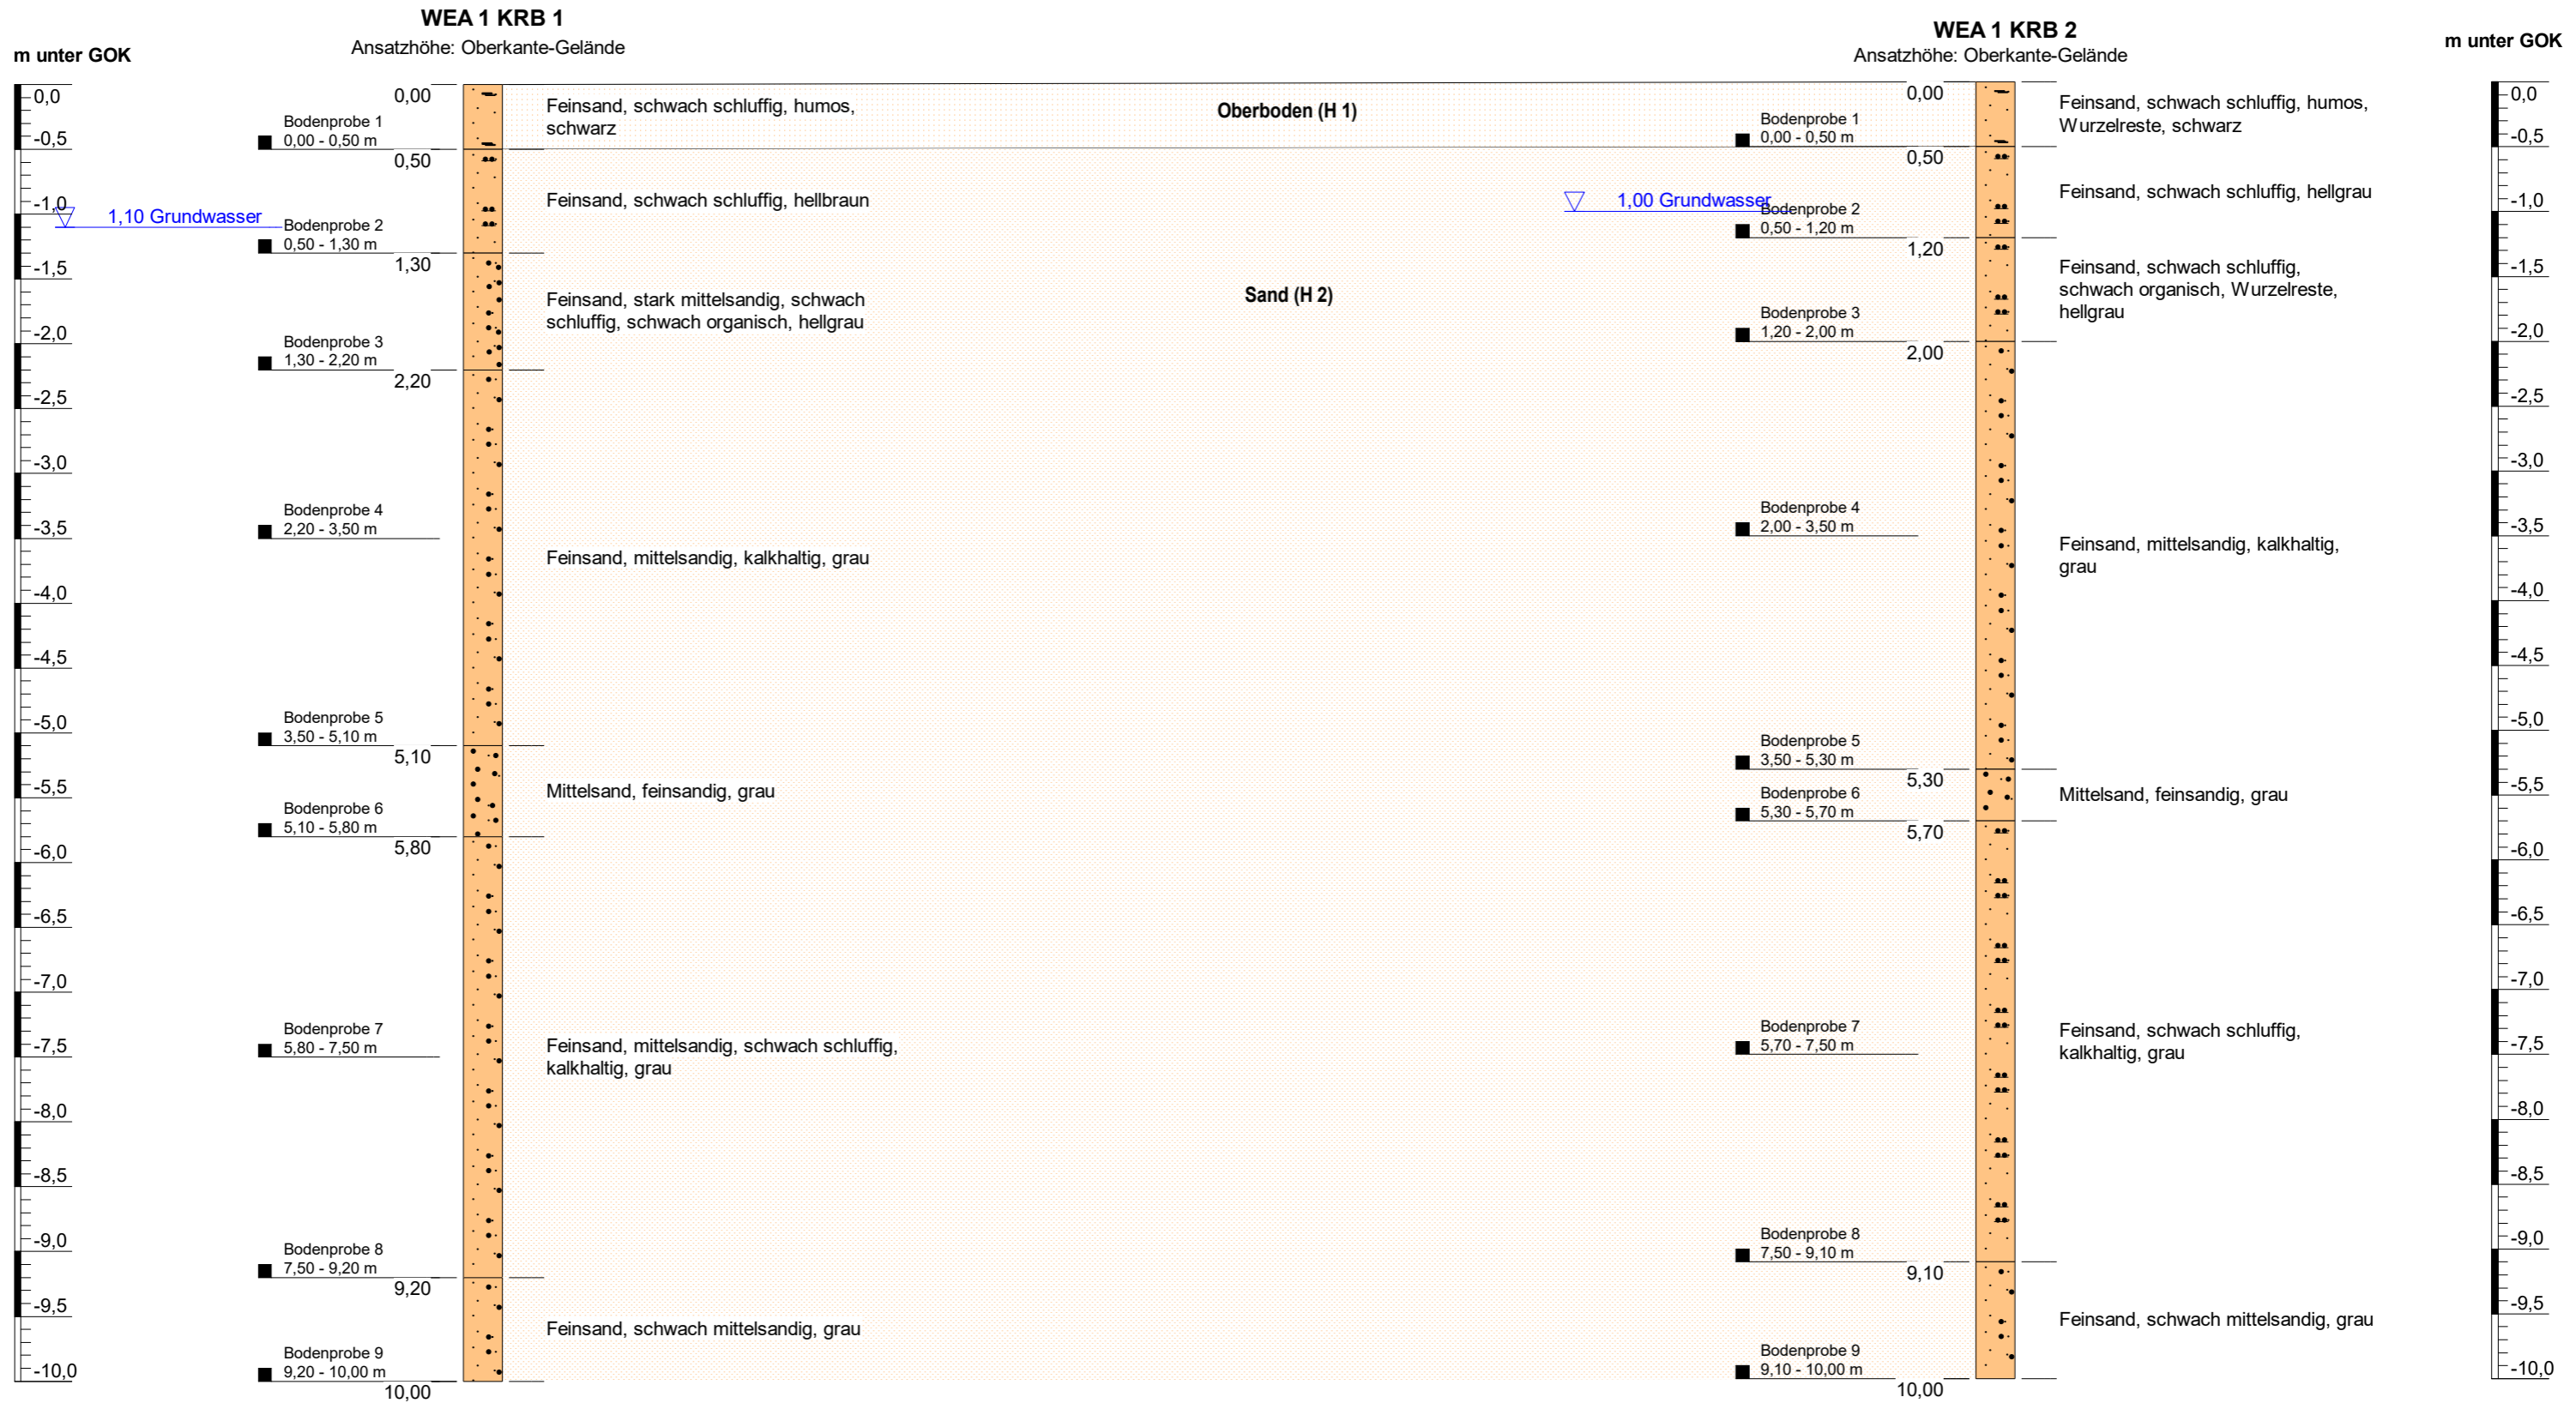 WEA 1 KRB 1
Ansatzhöhe: Oberkante-Gelände
m unter GOK
0,0
-0,5
-1,0
-1,5
-2,0
-2,5
-3,0
-3,5
-4,0
-4,5
-5,0
-5,5
-6,0
-6,5
-7,0
-7,5
-8,0
-8,5
-9,0
-9,5
-10,0
1,10 Grundwasser
Bodenprobe 1
0,00 - 0,50 m
Bodenprobe 2
0,50 - 1,30 m
Bodenprobe 3
1,30 - 2,20 m
Bodenprobe 4
2,20 - 3,50 m
Bodenprobe 5
3,50 - 5,10 m
Bodenprobe 6
5,10 - 5,80 m
Bodenprobe 7
5,80 - 7,50 m
Bodenprobe 8
7,50 - 9,20 m
Bodenprobe 9
9,20 - 10,00 m
0,00
0,50
1,30
2,20
5,10
5,80
9,20
10,00
Feinsand, schwach schluffig, humos,
schwarz
Feinsand, schwach schluffig, hellbraun
Feinsand, stark mittelsandig, schwach
schluffig, schwach organisch, hellgrau
Feinsand, mittelsandig, kalkhaltig, grau
Mittelsand, feinsandig, grau
Feinsand, mittelsandig, schwach schluffig,
kalkhaltig, grau
Feinsand, schwach mittelsandig, grau
Oberboden (H 1)
Sand (H 2)
WEA 1 KRB 2
Ansatzhöhe: Oberkante-Gelände
1,00 Grundwasser
Bodenprobe 1
0,00 - 0,50 m
Bodenprobe 2
0,50 - 1,20 m
Bodenprobe 3
1,20 - 2,00 m
Bodenprobe 4
2,00 - 3,50 m
Bodenprobe 5
3,50 - 5,30 m
Bodenprobe 6
5,30 - 5,70 m
Bodenprobe 7
5,70 - 7,50 m
Bodenprobe 8
7,50 - 9,10 m
Bodenprobe 9
9,10 - 10,00 m
0,00
0,50
1,20
2,00
5,30
5,70
9,10
10,00
Feinsand, schwach schluffig, humos,
Wurzelreste, schwarz
Feinsand, schwach schluffig, hellgrau
Feinsand, schwach schluffig,
schwach organisch, Wurzelreste,
hellgrau
Feinsand, mittelsandig, kalkhaltig,
grau
Mittelsand, feinsandig, grau
Feinsand, schwach schluffig,
kalkhaltig, grau
Feinsand, schwach mittelsandig, grau
m unter GOK
0,0
-0,5
-1,0
-1,5
-2,0
-2,5
-3,0
-3,5
-4,0
-4,5
-5,0
-5,5
-6,0
-6,5
-7,0
-7,5
-8,0
-8,5
-9,0
-9,5
-10,0